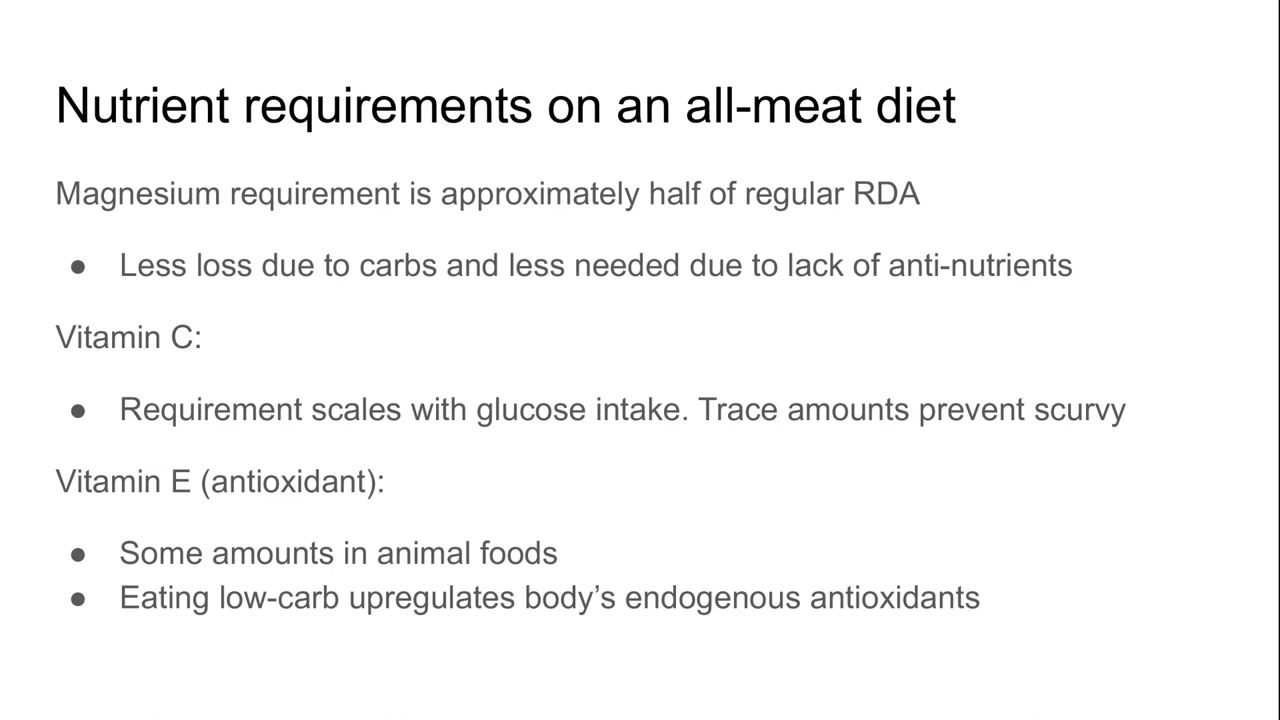 Nutrient requirements on an all-meat diet
Magnesium requirement is approximately half of regular RDA
● Less loss due to carbs and less needed due to lack of anti-nutrients
Vitamin C:
● Requirement scales with glucose intake. Trace amounts prevent scurvy
Vitamin E (antioxidant):
● Some amounts in animal foods
● Eating low-carb upregulates body’s endogenous antioxidants